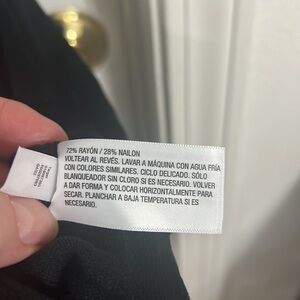 72% RAYÓN / 28% NAILON
VOLTEAR AL REVÉS. LAVAR A MÁQUINA CON AGUA FRÍA
CON COLORES SIMILARES. CICLO DELICADO. SÓLO
BLANQUEADOR SIN CLORO SI ES NECESARIO. VOLVER
A DAR FORMA Y COLOCAR HORIZONTALMENTE PARA
SECAR. PLANCHAR A BAJA TEMPERATURA SI ES
NECESARIO.